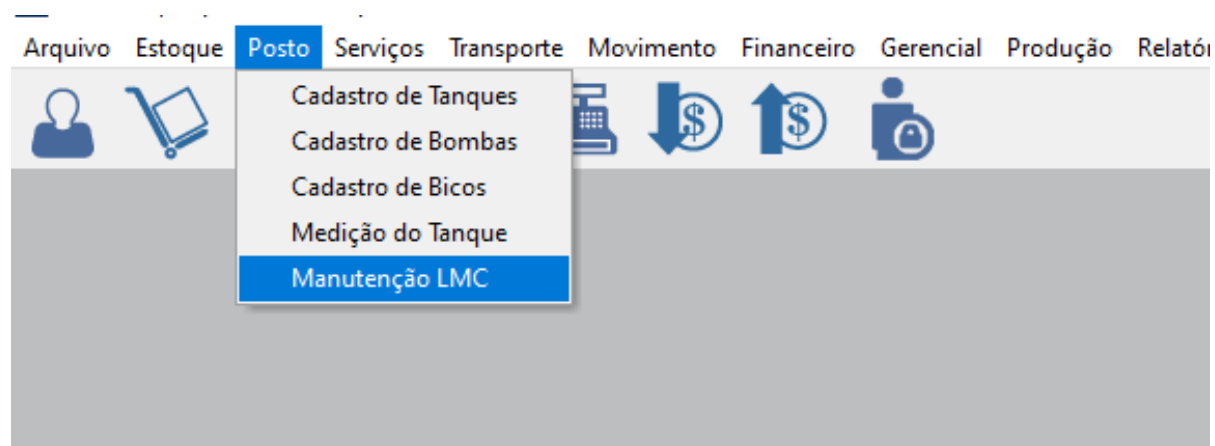 Arquivo Estoque Posto Serviços Transporte Movimento Financeiro Gerencial Produção Relatór
$ $
Cadastro de Tanques
Cadastro de Bombas
Cadastro de Bicos
Medição do Tanque
Manutenção LMC